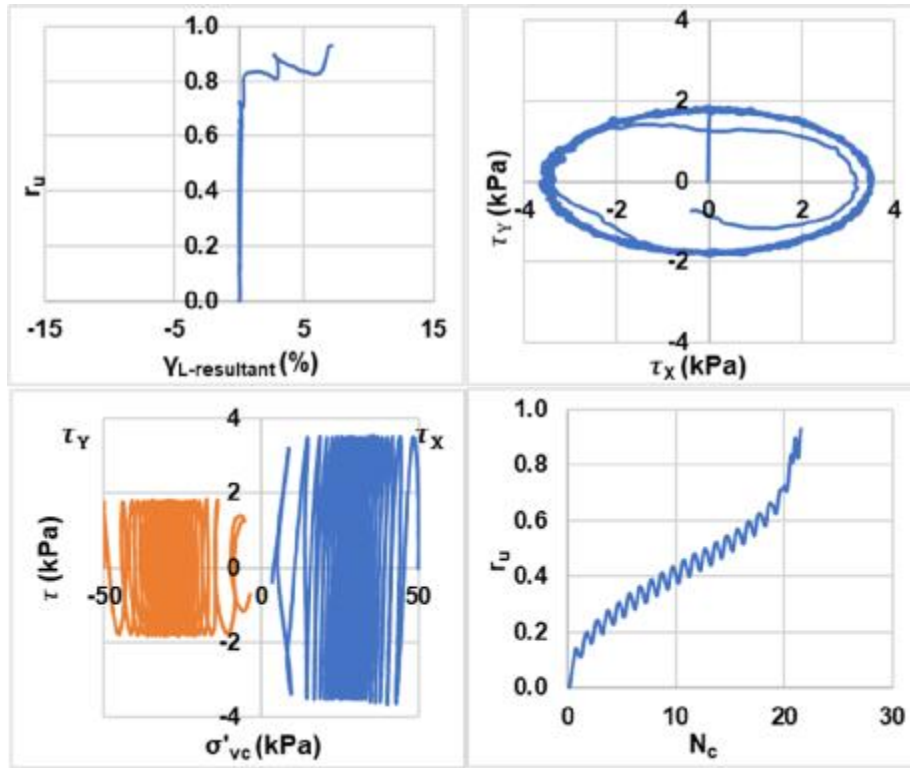 1.0
0.8
0.6
0.4
0.2
0.0
r_u
-15 -5 5 15
γ_L-resultant (%)
4
2
0
-2
-4
-4 -2 0 2 4
τ_Y (kPa)
τ_X (kPa)
τ_Y τ_X
4
2
0
-2
-4
τ (kPa)
-50 0 50
σ'_vc (kPa)
1.0
0.8
0.6
0.4
0.2
0.0
r_u
0 10 20 30
N_c